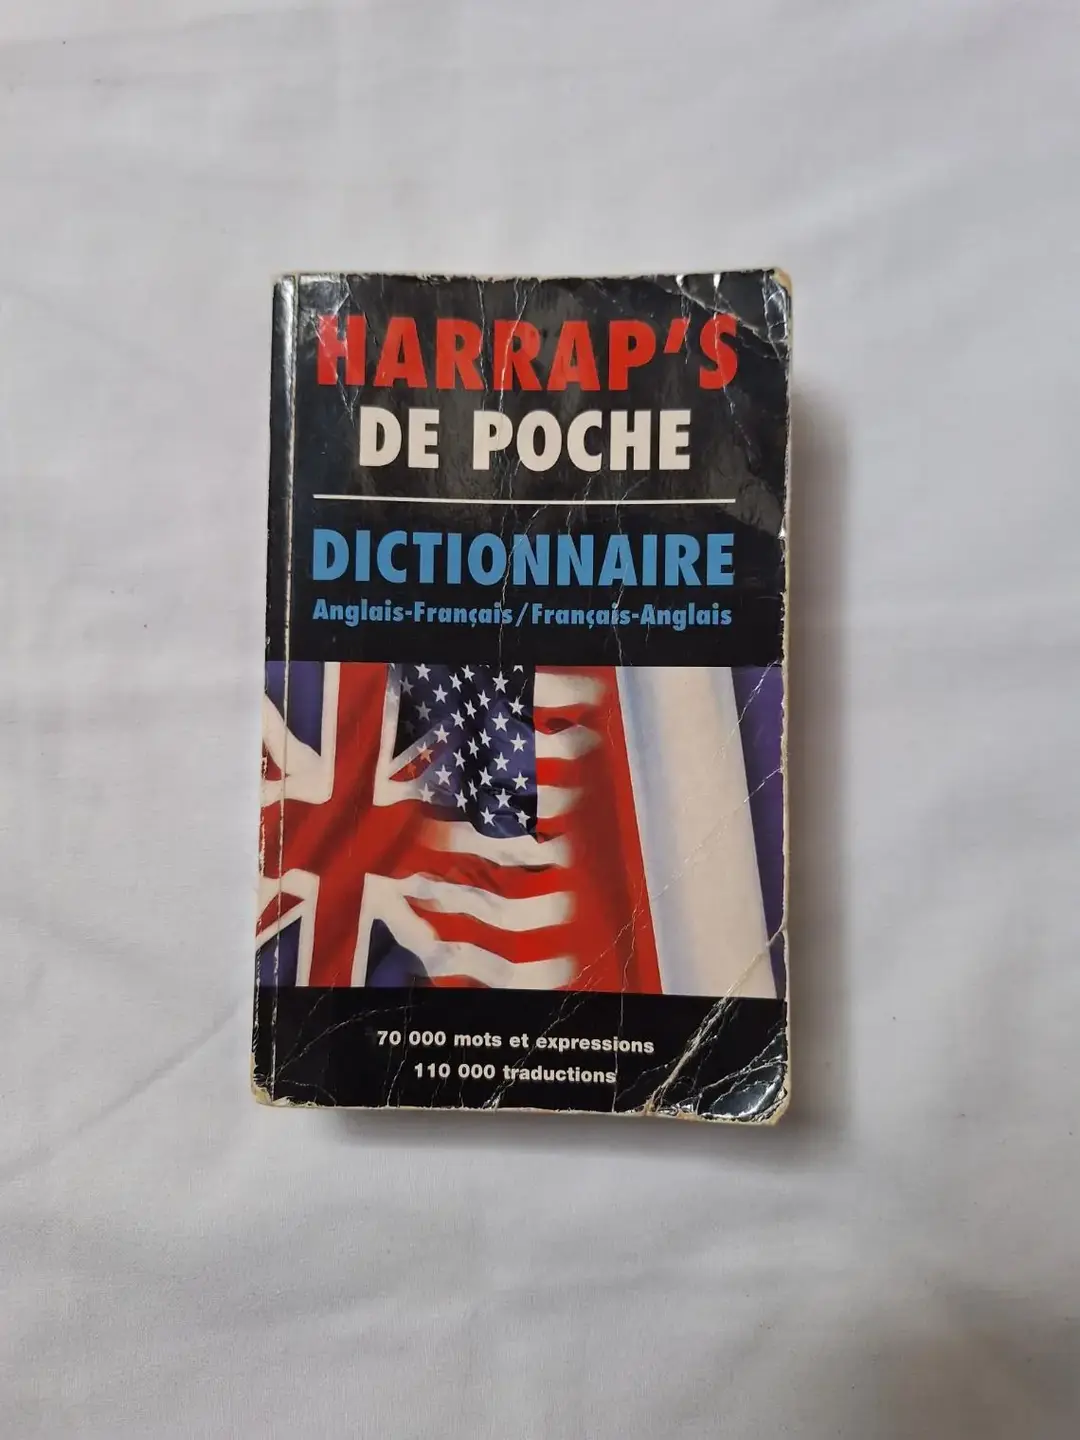 HARRAP'S
DE POCHE
DICTIONNAIRE
Anglais-Français/Français-Anglais
70 000 mots et expressions
110 000 traductions